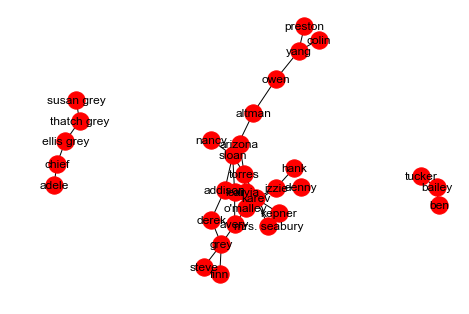 preston
colin
yang
owen
susan grey
altman
thatch grey
nancy
arizona
ellis grey
sloan
chief
hank
torres
tucker
adele
addison
izzie
denny
bailey
karev
o'malley
ben
kepner
derek
avery
mrs. seabury
grey
steve
finn